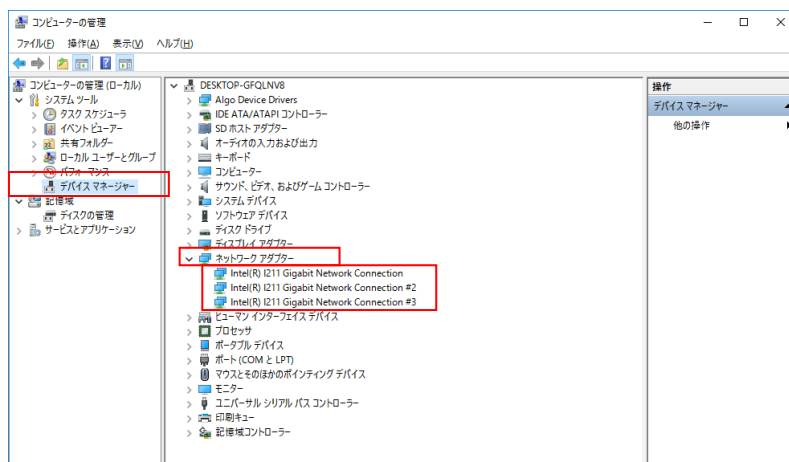 コンピューターの管理
ファイル(F) 操作(A) 表示(V) ヘルプ(H)
コンピューターの管理 (ローカル)
システム ツール
タスク スケジューラ
イベント ビューアー
共有フォルダー
ローカル ユーザーとグループ
パフォーマンス
デバイス マネージャー
記憶域
ディスクの管理
サービスとアプリケーション
DESKTOP-GFQLNV8
Algo Device Drivers
IDE ATA/ATAPI コントローラー
SD ホスト アダプター
オーディオの入力および出力
キーボード
コンピューター
サウンド、ビデオ、およびゲーム コントローラー
システム デバイス
ソフトウェア デバイス
ディスク ドライブ
ディスプレイ アダプター
ネットワーク アダプター
Intel(R) I211 Gigabit Network Connection
Intel(R) I211 Gigabit Network Connection #2
Intel(R) I211 Gigabit Network Connection #3
ヒューマン インターフェイス デバイス
プロセッサ
ポータブル デバイス
ポート (COM と LPT)
マウスとそのほかのポインティング デバイス
モニター
ユニバーサル シリアル バス コントローラー
印刷キュー
記憶域コントローラー
操作
デバイス マネージャー
他の操作